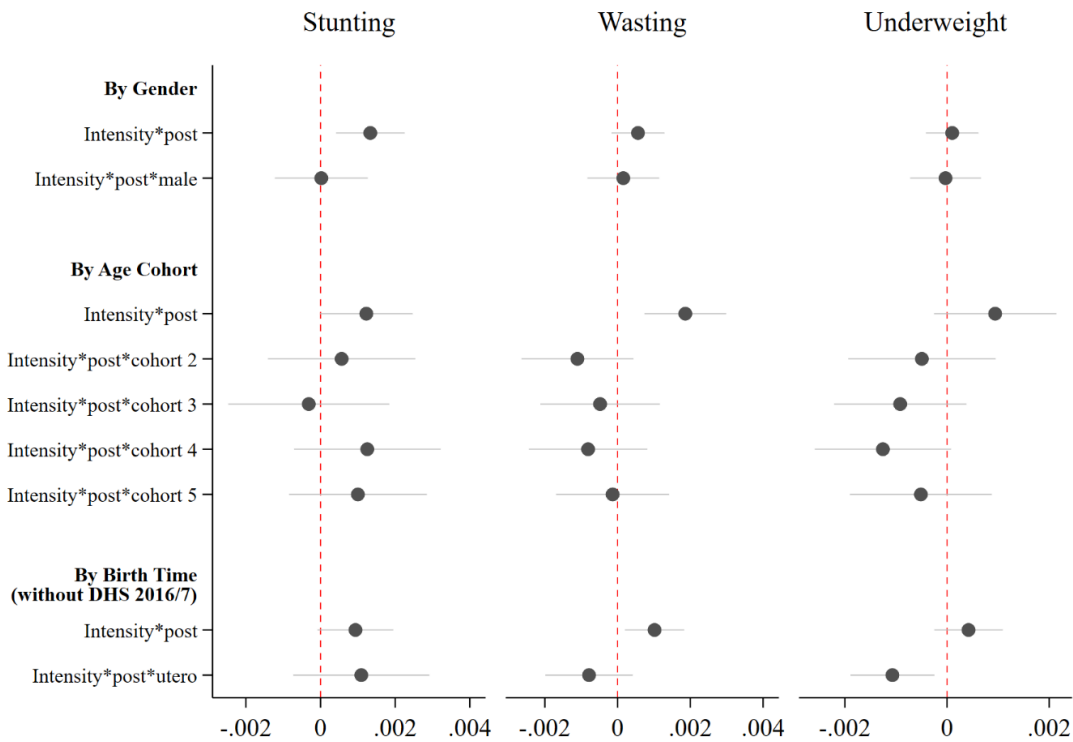 Stunting Wasting Underweight
By Gender
Intensity*post
Intensity*post*male
By Age Cohort
Intensity*post
Intensity*post*cohort 2
Intensity*post*cohort 3
Intensity*post*cohort 4
Intensity*post*cohort 5
By Birth Time
(without DHS 2016/7)
Intensity*post
Intensity*post*utero
-.002 0 .002 .004 -.002 0 .002 .004 -.002 0 .002